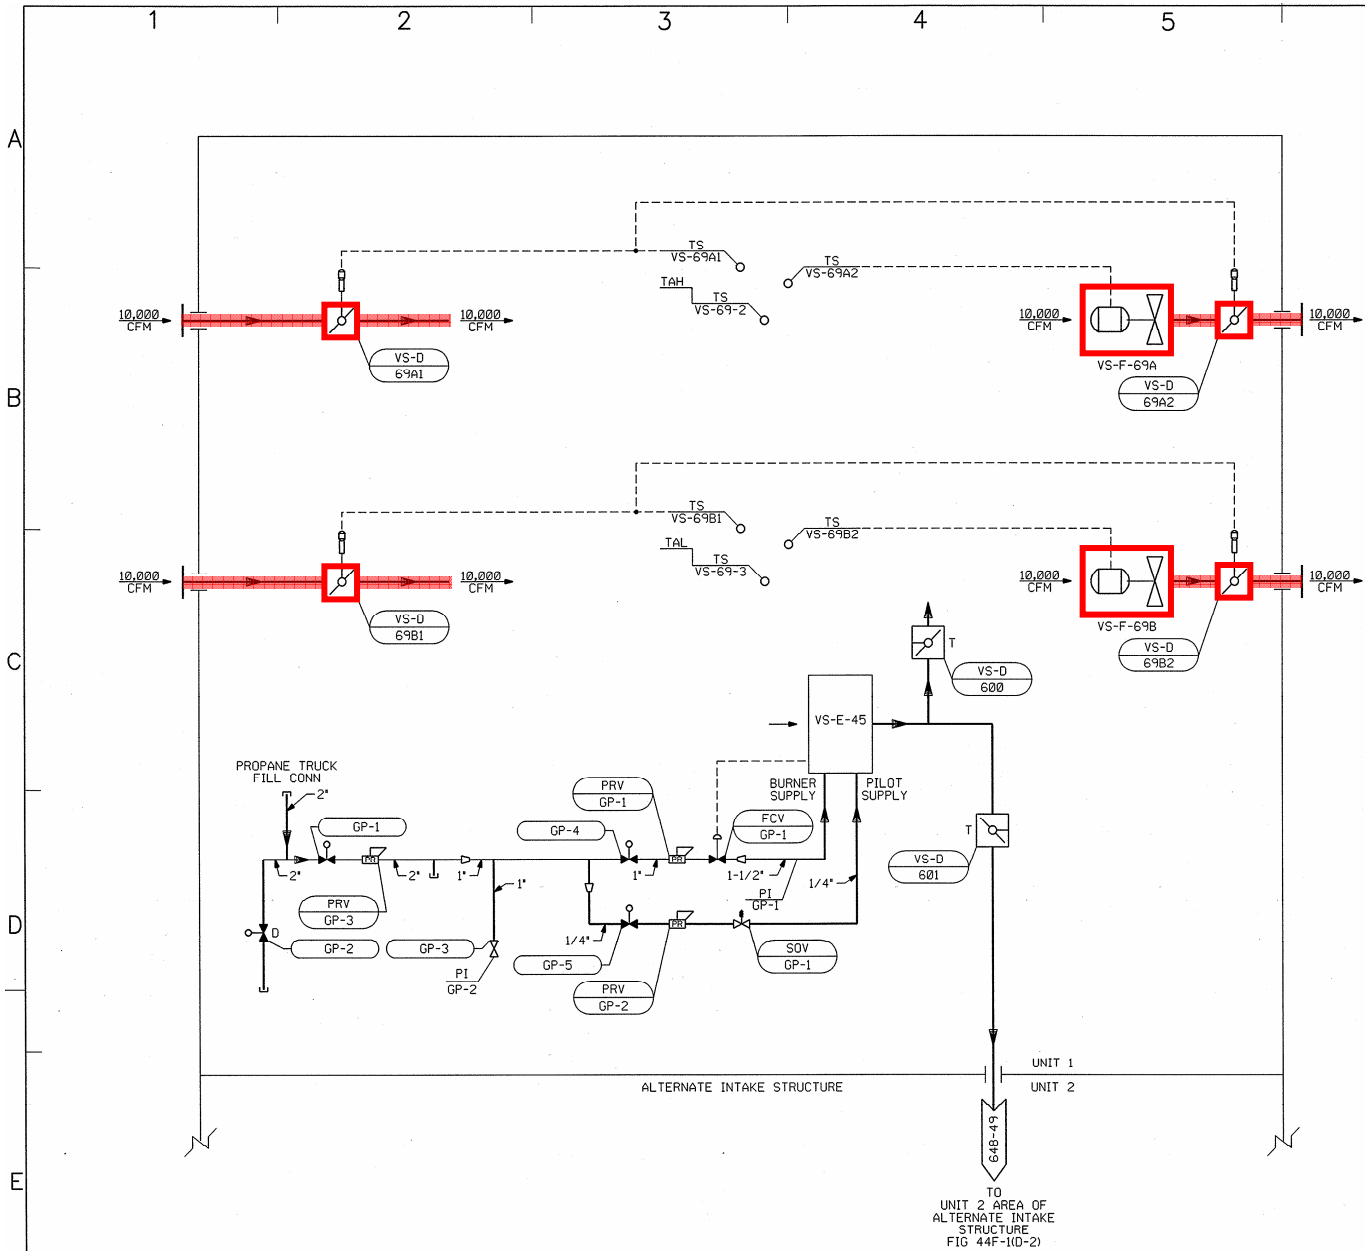 1 2 3 4 5
A
TS
VS-69A1
TS
VS-69A2
TAH
TS
VS-69-2
10,000
CFM
10,000
CFM
10,000
CFM
10,000
CFM
VS-D
69A1
VS-F-69A
VS-D
69A2
B
TS
VS-69B1
TS
VS-69B2
TAL
TS
VS-69-3
10,000
CFM
10,000
CFM
10,000
CFM
10,000
CFM
VS-D
69B1
VS-F-69B
VS-D
69B2
C
T
VS-D
600
VS-E-45
PROPANE TRUCK
FILL CONN
2"
BURNER
SUPPLY
PILOT
SUPPLY
PRV
GP-1
FCV
GP-1
GP-1
GP-4
T
VS-D
601
PR
PR
2"
2"
1"
1"
1-1/2"
1"
1/4"
PI
GP-1
PRV
GP-3
D
D
GP-2
GP-3
PI
GP-2
1/4"
PR
GP-5
SOV
GP-1
PRV
GP-2
UNIT 1
ALTERNATE INTAKE STRUCTURE
UNIT 2
64B-49
E
TO
UNIT 2 AREA OF
ALTERNATE INTAKE
STRUCTURE
FIG 44F-1(D-2)